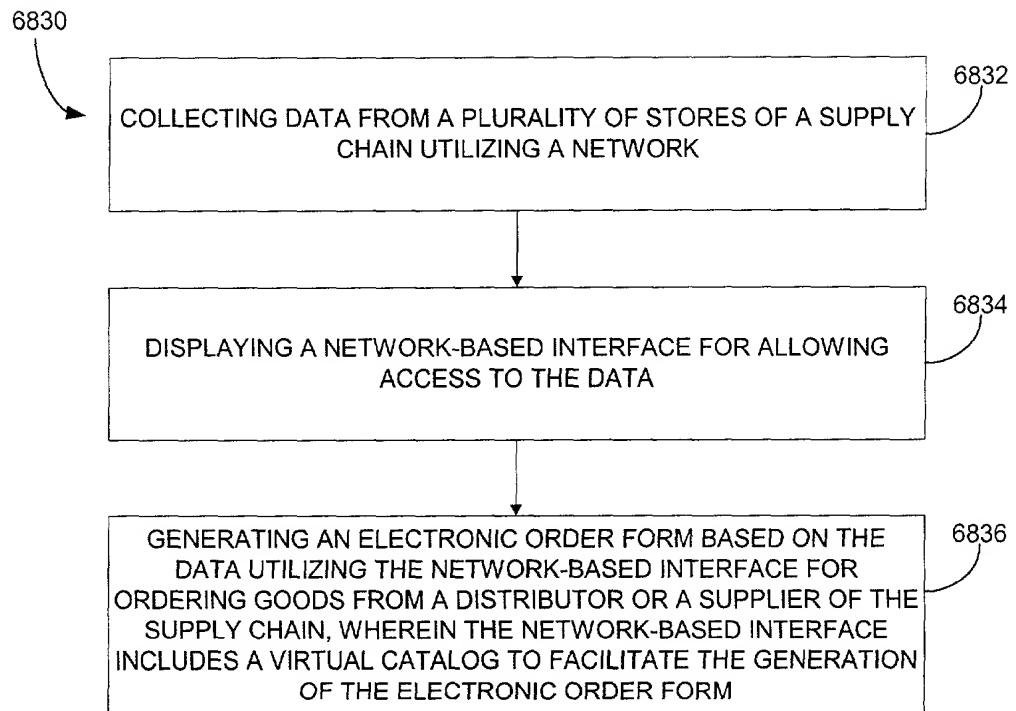 6830
6832
COLLECTING DATA FROM A PLURALITY OF STORES OF A SUPPLY
CHAIN UTILIZING A NETWORK
6834
DISPLAYING A NETWORK-BASED INTERFACE FOR ALLOWING
ACCESS TO THE DATA
6836
GENERATING AN ELECTRONIC ORDER FORM BASED ON THE
DATA UTILIZING THE NETWORK-BASED INTERFACE FOR
ORDERING GOODS FROM A DISTRIBUTOR OR A SUPPLIER OF THE
SUPPLY CHAIN, WHEREIN THE NETWORK-BASED INTERFACE
INCLUDES A VIRTUAL CATALOG TO FACILITATE THE GENERATION
OF THE ELECTRONIC ORDER FORM